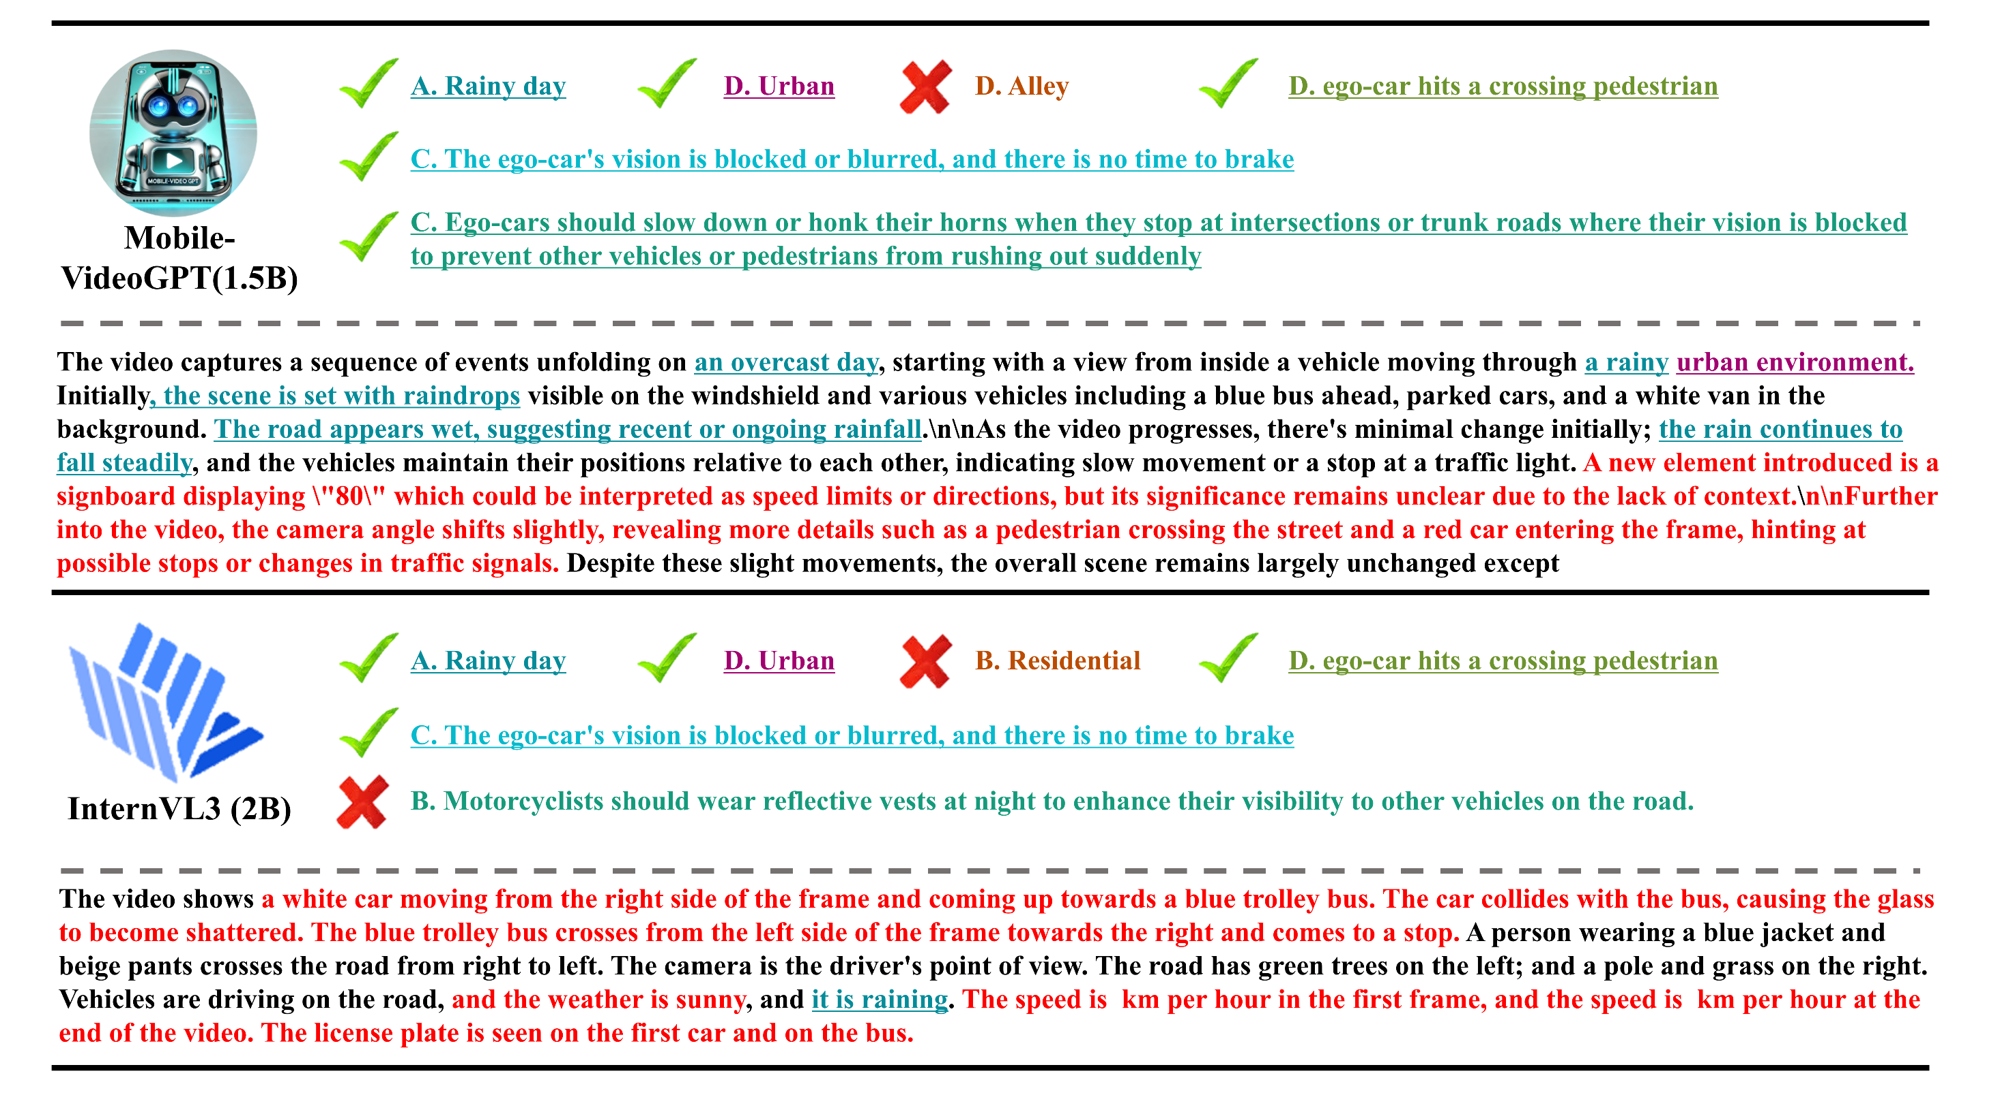 A. Rainy day D. Urban D. Alley D. ego-car hits a crossing pedestrian
C. The ego-car's vision is blocked or blurred, and there is no time to brake
C. Ego-cars should slow down or honk their horns when they stop at intersections or trunk roads where their vision is blocked
to prevent other vehicles or pedestrians from rushing out suddenly
MOBILE-VIDEO GPT
Mobile-
VideoGPT(1.5B)
The video captures a sequence of events unfolding on an overcast day, starting with a view from inside a vehicle moving through a rainy urban environment.
Initially, the scene is set with raindrops visible on the windshield and various vehicles including a blue bus ahead, parked cars, and a white van in the
background. The road appears wet, suggesting recent or ongoing rainfall.\n\nAs the video progresses, there's minimal change initially; the rain continues to
fall steadily, and the vehicles maintain their positions relative to each other, indicating slow movement or a stop at a traffic light. A new element introduced is a
signboard displaying \"80\" which could be interpreted as speed limits or directions, but its significance remains unclear due to the lack of context.\n\nFurther
into the video, the camera angle shifts slightly, revealing more details such as a pedestrian crossing the street and a red car entering the frame, hinting at
possible stops or changes in traffic signals. Despite these slight movements, the overall scene remains largely unchanged except
A. Rainy day D. Urban B. Residential D. ego-car hits a crossing pedestrian
C. The ego-car's vision is blocked or blurred, and there is no time to brake
InternVL3 (2B)
B. Motorcyclists should wear reflective vests at night to enhance their visibility to other vehicles on the road.
The video shows a white car moving from the right side of the frame and coming up towards a blue trolley bus. The car collides with the bus, causing the glass
to become shattered. The blue trolley bus crosses from the left side of the frame towards the right and comes to a stop. A person wearing a blue jacket and
beige pants crosses the road from right to left. The camera is the driver's point of view. The road has green trees on the left; and a pole and grass on the right.
Vehicles are driving on the road, and the weather is sunny, and it is raining. The speed is km per hour in the first frame, and the speed is km per hour at the
end of the video. The license plate is seen on the first car and on the bus.